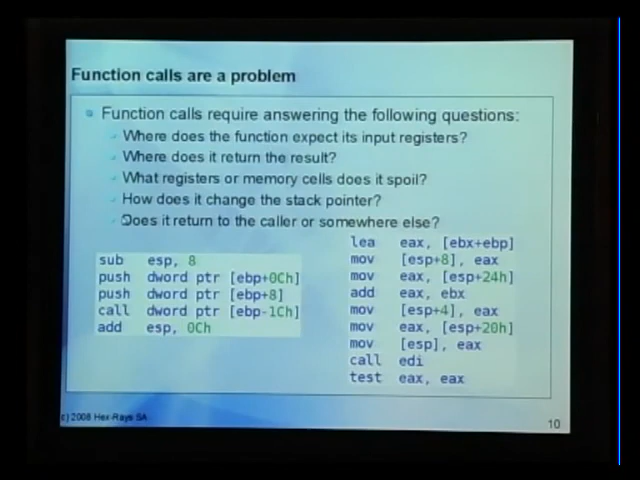 Function calls are a problem
Function calls require answering the following questions:
Where does the function expect its input registers?
Where does it return the result?
What registers or memory cells does it spoil?
How does it change the stack pointer?
Does it return to the caller or somewhere else?
sub esp, 8
push dword ptr [ebp+0Ch]
push dword ptr [ebp+8]
call dword ptr [ebp-1Ch]
add esp, 0Ch
lea eax, [ebx+ebp]
mov [esp+8], eax
mov eax, [esp+24h]
add eax, ebx
mov [esp+4], eax
mov eax, [esp+20h]
mov [esp], eax
call edi
test eax, eax
c) 2008 Hex-Rays SA
10